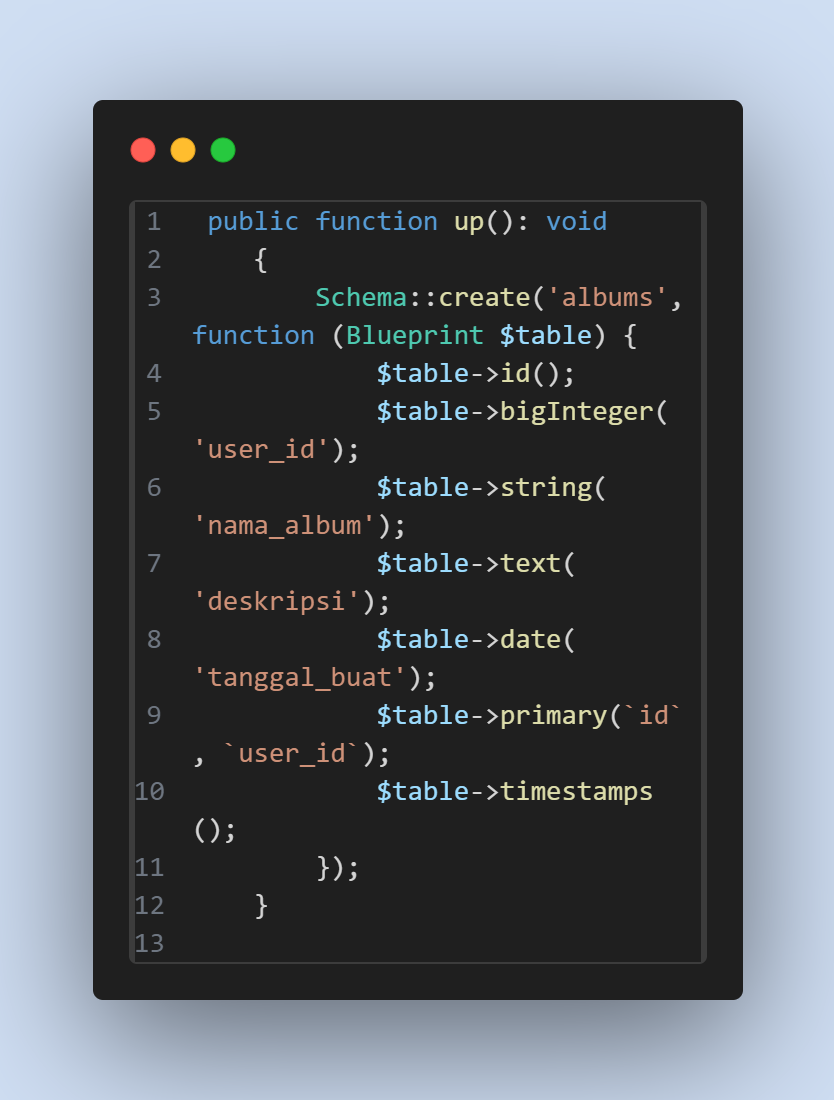 1 public function up(): void
2 {
3 Schema::create('albums',
function (Blueprint $table) {
4 $table->id();
5 $table->bigInteger(
'user_id');
6 $table->string(
'nama_album');
7 $table->text(
'deskripsi');
8 $table->date(
'tanggal_buat');
9 $table->primary(`id`
, `user_id`);
10 $table->timestamps
();
11 });
12 }
13